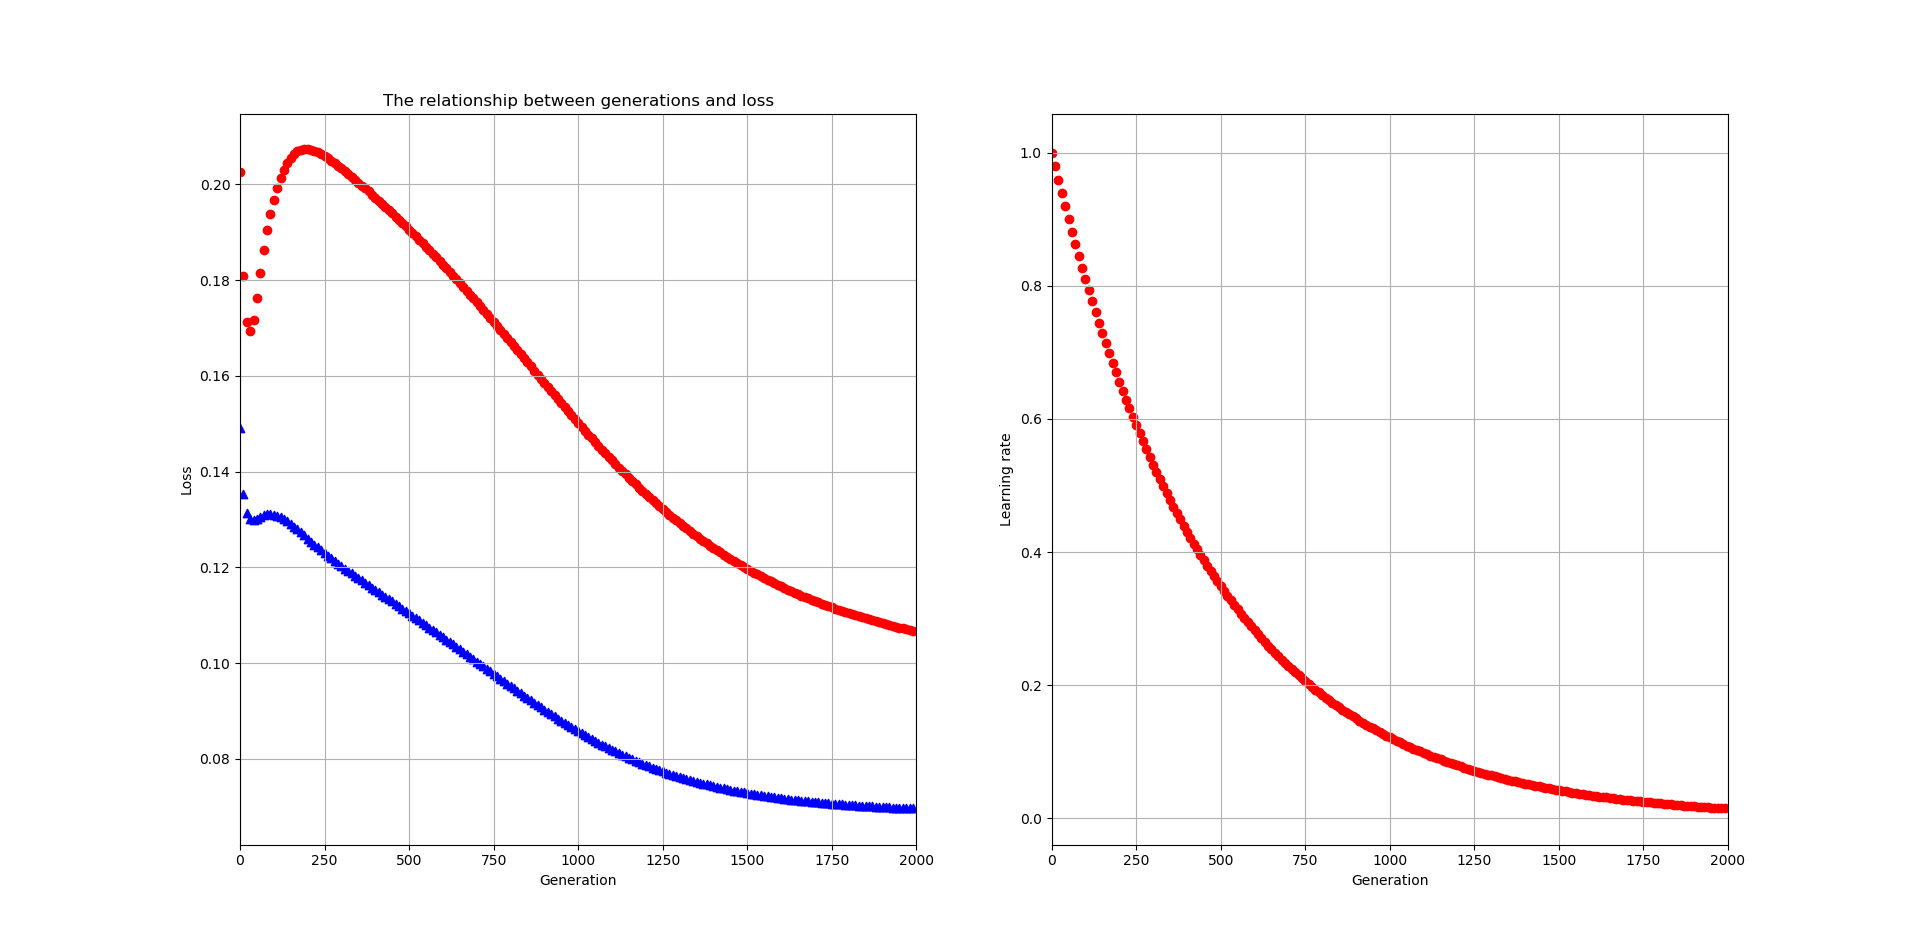 The relationship between generations and loss
Loss
0.20
0.18
0.16
0.14
0.12
0.10
0.08
0 250 500 750 1000 1250 1500 1750 2000
Generation
Learning rate
1.0
0.8
0.6
0.4
0.2
0.0
0 250 500 750 1000 1250 1500 1750 2000
Generation